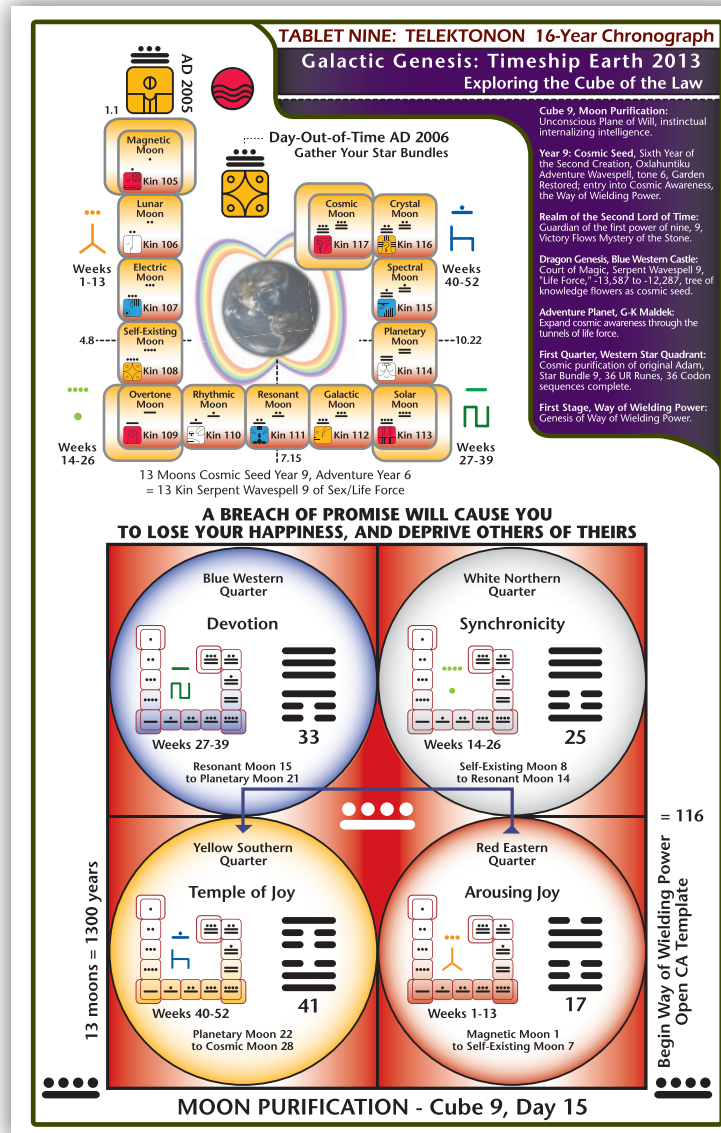 TABLET NINE: TELEKTONON 16-Year Chronograph
Galactic Genesis: Timeship Earth 2013
Exploring the Cube of the Law
AD 2005
1.1
Day-Out-of-Time AD 2006
Gather Your Star Bundles
Magnetic
Moon
Kin 105
Lunar
Moon
Kin 106
Weeks
1-13
Electric
Moon
Kin 107
4.8
Self-Existing
Moon
Kin 108
Overtone
Moon
Kin 109
Weeks
14-26
Rhythmic
Moon
Kin 110
Resonant
Moon
Kin 111
7.15
Galactic
Moon
Kin 112
Solar
Moon
Kin 113
Weeks
27-39
Planetary
Moon
Kin 114
10.22
Spectral
Moon
Kin 115
Crystal
Moon
Kin 116
Weeks
40-52
Cosmic
Moon
Kin 117
13 Moons Cosmic Seed Year 9, Adventure Year 6
= 13 Kin Serpent Wavespell 9 of Sex/Life Force
Cube 9, Moon Purification:
Unconscious Plane of Will, instinctual
internalizing intelligence.
Year 9: Cosmic Seed, Sixth Year of
the Second Creation, Oxlahuntiku
Adventure Wavespell, tone 6, Garden
Restored; entry into Cosmic Awareness,
the Way of Wielding Power.
Realm of the Second Lord of Time:
Guardian of the first power of nine, 9,
Victory Flows Mystery of the Stone.
Dragon Genesis, Blue Western Castle:
Court of Magic, Serpent Wavespell 9,
"Life Force," -13,587 to -12,287, tree of
knowledge flowers as cosmic seed.
Adventure Planet, G-K Maldek:
Expand cosmic awareness through the
tunnels of life force.
First Quarter, Western Star Quadrant:
Cosmic purification of original Adam,
Star Bundle 9, 36 UR Runes, 36 Codon
sequences complete.
First Stage, Way of Wielding Power:
Genesis of Way of Wielding Power.
A BREACH OF PROMISE WILL CAUSE YOU
TO LOSE YOUR HAPPINESS, AND DEPRIVE OTHERS OF THEIRS
Blue Western
Quarter
Devotion
33
Weeks 27-39
Resonant Moon 15
to Planetary Moon 21
White Northern
Quarter
Synchronicity
25
Weeks 14-26
Self-Existing Moon 8
to Resonant Moon 14
Yellow Southern
Quarter
Temple of Joy
41
Weeks 40-52
Planetary Moon 22
to Cosmic Moon 28
Red Eastern
Quarter
Arousing Joy
17
Weeks 1-13
Magnetic Moon 1
to Self-Existing Moon 7
13 moons = 1300 years
= 116
Begin Way of Wielding Power
Open CA Template
MOON PURIFICATION - Cube 9, Day 15